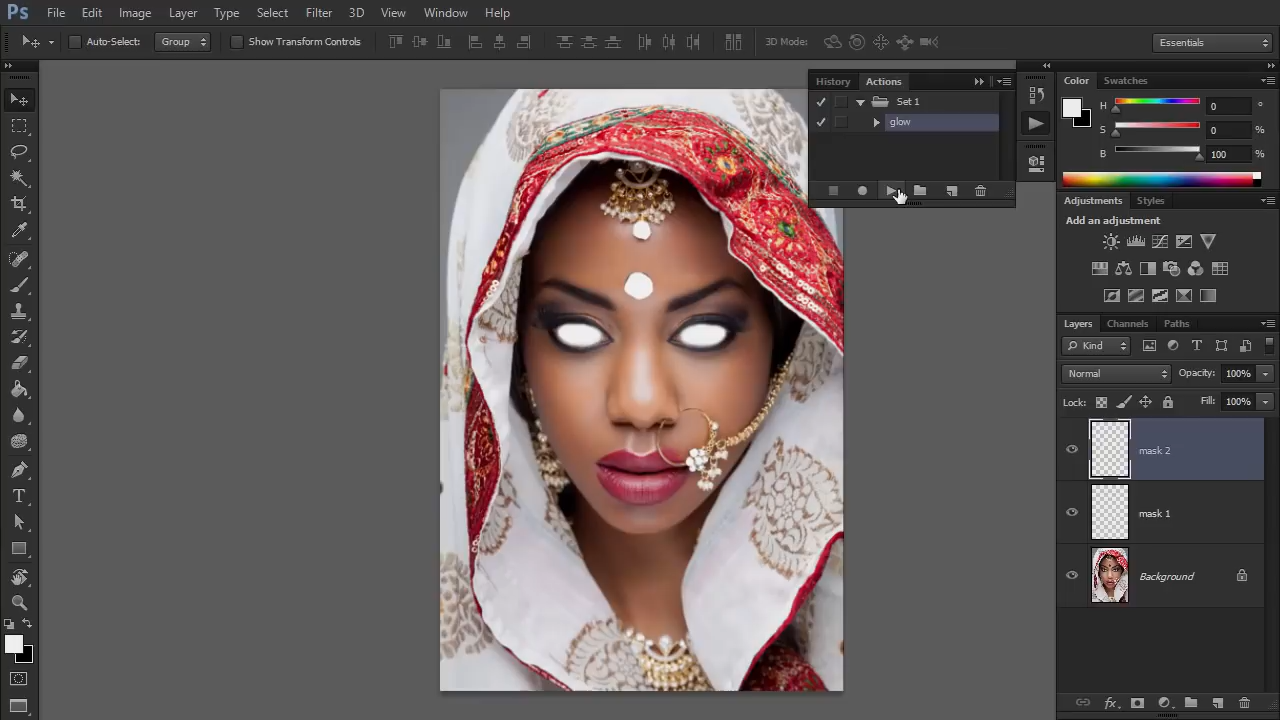 Ps File Edit Image Layer Type Select Filter 3D View Window Help
Auto-Select: Group Show Transform Controls 3D Mode: Essentials
History Actions
Set 1
glow
Color Swatches
H 0 °
S 0 %
B 100 %
Adjustments Styles
Add an adjustment
Layers Channels Paths
Kind
Normal Opacity: 100%
Lock: Fill: 100%
mask 2
mask 1
Background